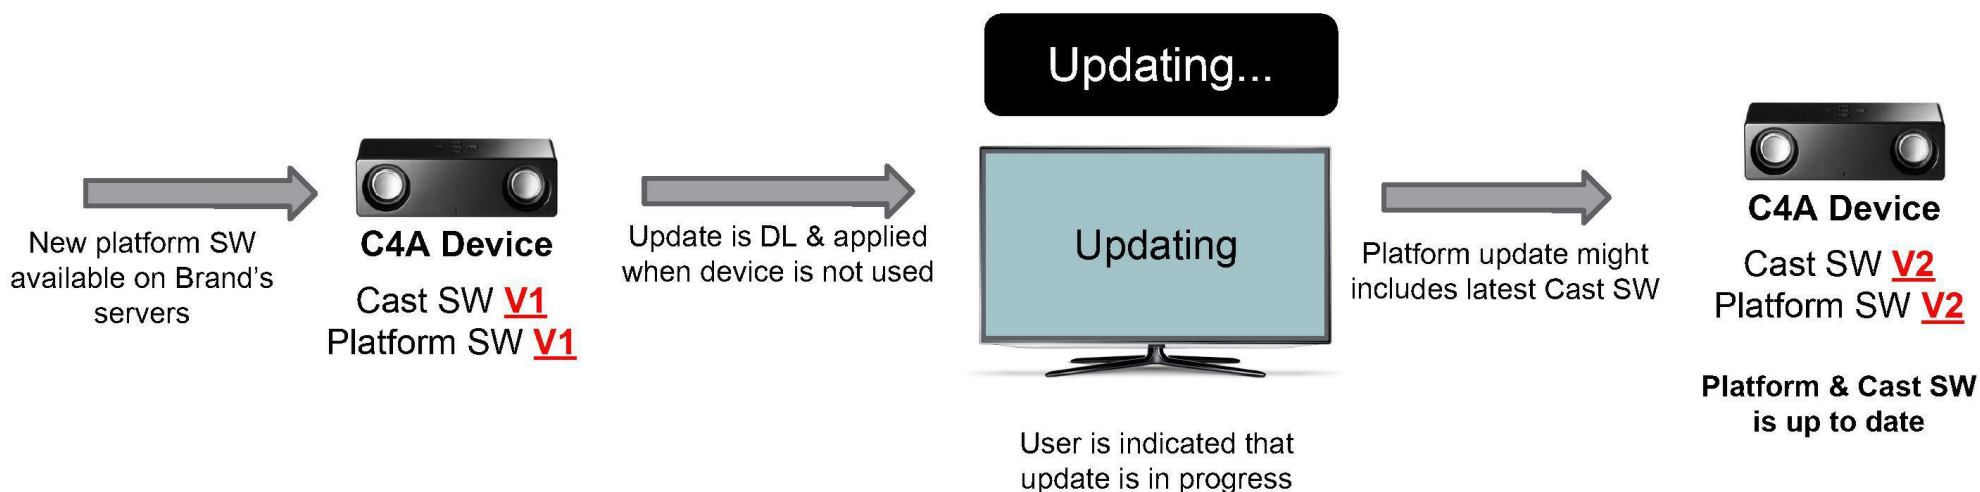 New platform SW
available on Brand's
servers
C4A Device
Cast SW V1
Platform SW V1
Update is DL & applied
when device is not used
Updating...
Updating
User is indicated that
update is in progress
Platform update might
includes latest Cast SW
C4A Device
Cast SW V2
Platform SW V2
Platform & Cast SW
is up to date